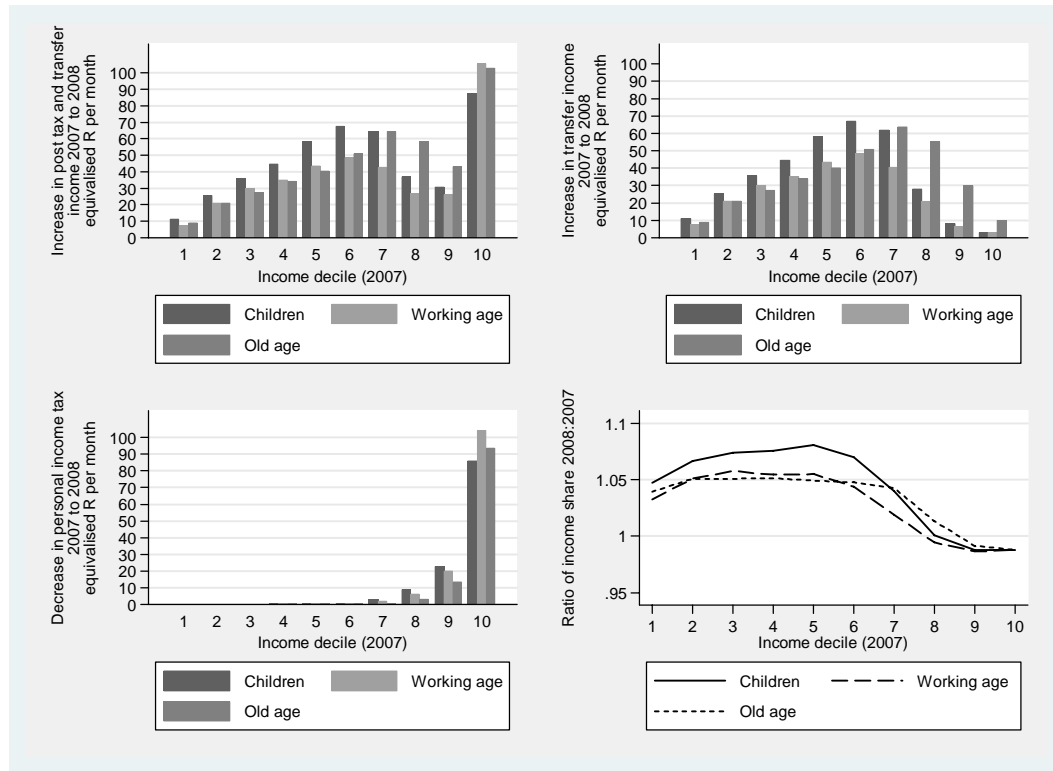 Increase in post tax and transfer
income 2007 to 2008
equivalised R per month
100
90
80
70
60
50
40
30
20
10
0
1 2 3 4 5 6 7 8 9 10
Income decile (2007)
Children Working age
Old age
Increase in transfer income
2007 to 2008
equivalised R per month
100
90
80
70
60
50
40
30
20
10
0
1 2 3 4 5 6 7 8 9 10
Income decile (2007)
Children Working age
Old age
Decrease in personal income tax
2007 to 2008
equivalised R per month
100
90
80
70
60
50
40
30
20
10
0
1 2 3 4 5 6 7 8 9 10
Income decile (2007)
Children Working age
Old age
Ratio of income share 2008:2007
1.1
1.05
1
.95
1 2 3 4 5 6 7 8 9 10
Income decile (2007)
Children Working age
Old age